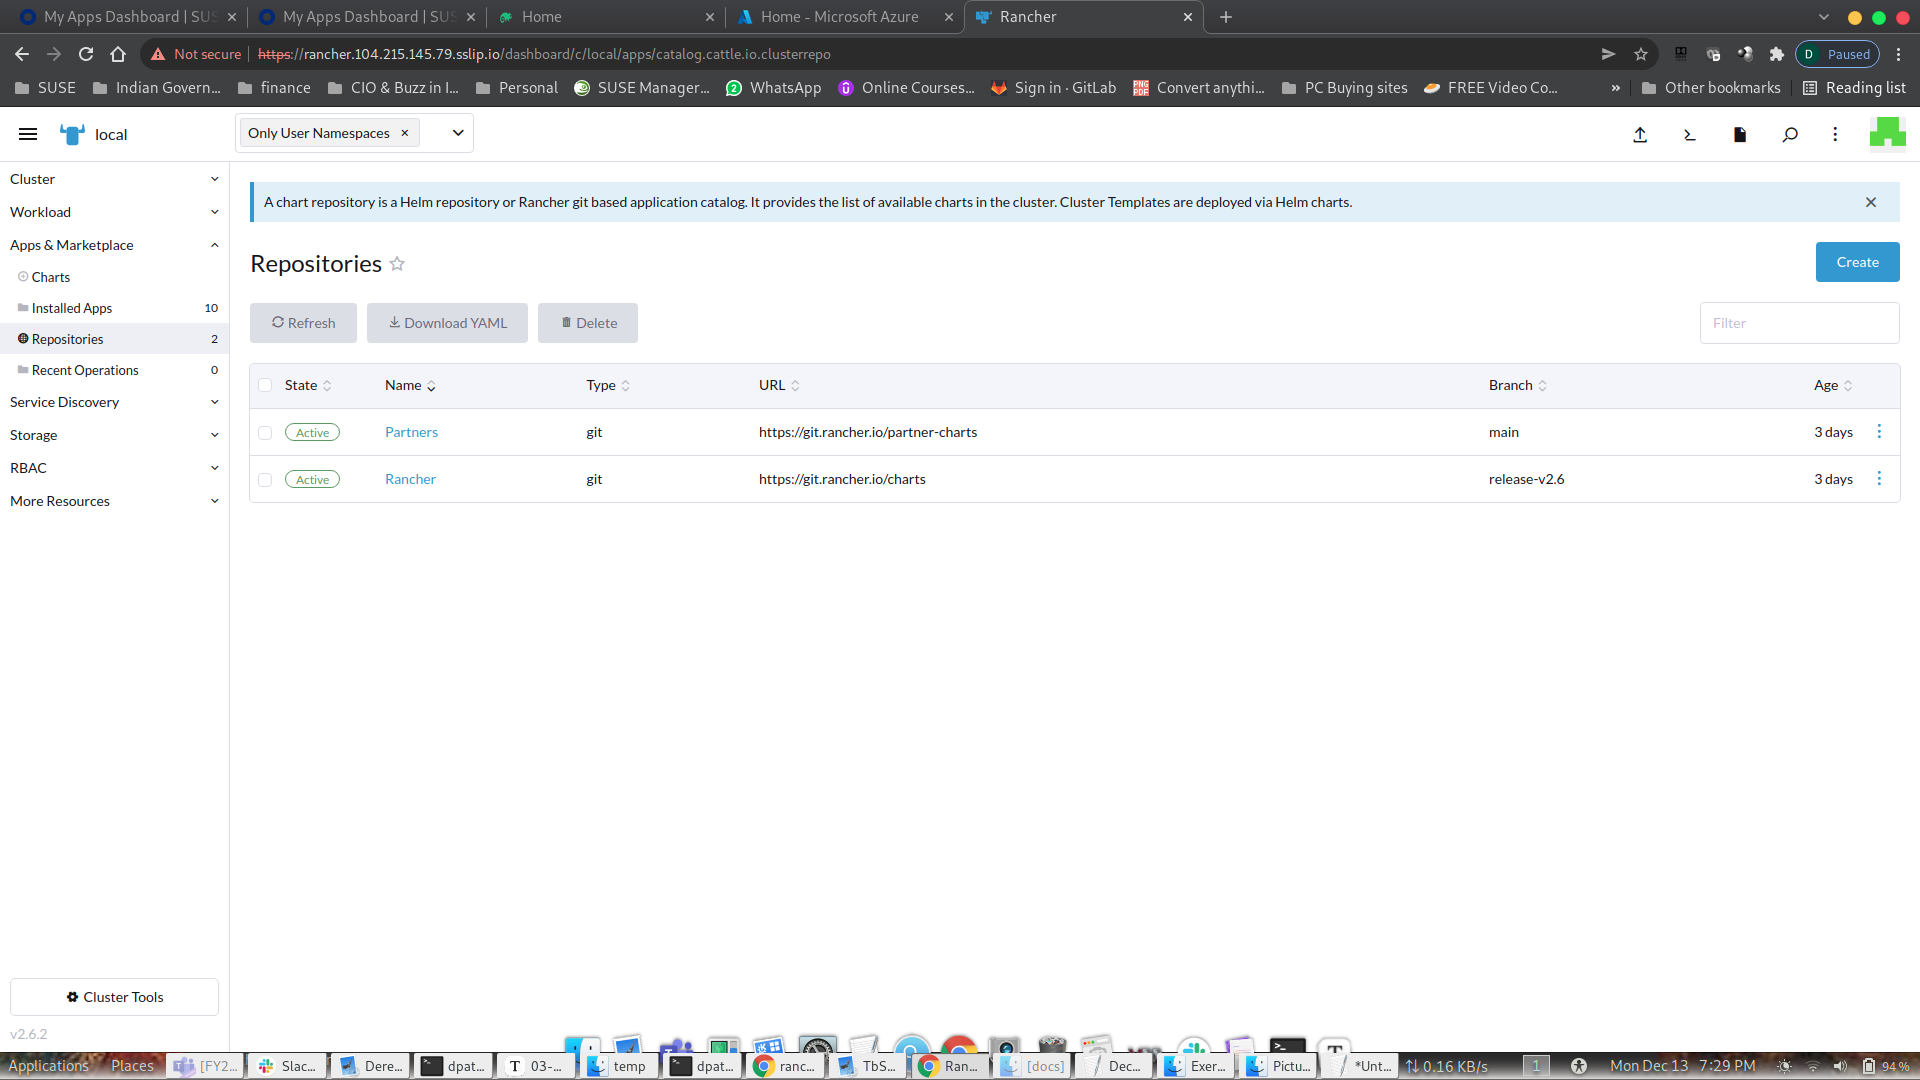 My Apps Dashboard | SUS
My Apps Dashboard | SUS
Home
Home - Microsoft Azure
Rancher
Not secure
https://rancher.104.215.145.79.sslip.io/dashboard/c/local/apps/catalog.cattle.io.clusterrepo
D Paused
SUSE
Indian Govern...
finance
CIO & Buzz in I...
Personal
SUSE Manager...
WhatsApp
Online Courses...
Sign in · GitLab
Convert anythi...
PC Buying sites
FREE Video Co...
»
Other bookmarks
Reading list
local
Only User Namespaces
Cluster
Workload
Apps & Marketplace
Charts
Installed Apps 10
Repositories 2
Recent Operations 0
Service Discovery
Storage
RBAC
More Resources
Cluster Tools
v2.6.2
A chart repository is a Helm repository or Rancher git based application catalog. It provides the list of available charts in the cluster. Cluster Templates are deployed via Helm charts.
Repositories
Create
Refresh
Download YAML
Delete
Filter
State Name Type URL Branch Age
Active Partners git https://git.rancher.io/partner-charts main 3 days
Active Rancher git https://git.rancher.io/charts release-v2.6 3 days
Applications
Places
[FY2...
Slac...
Dere...
dpat...
03-...
temp
dpat...
ranc...
TbS...
Ran...
[docs]
Dec...
Exer...
Pictu...
*Unt...
0.16 KB/s
1
Mon Dec 13 7:29 PM
94 %